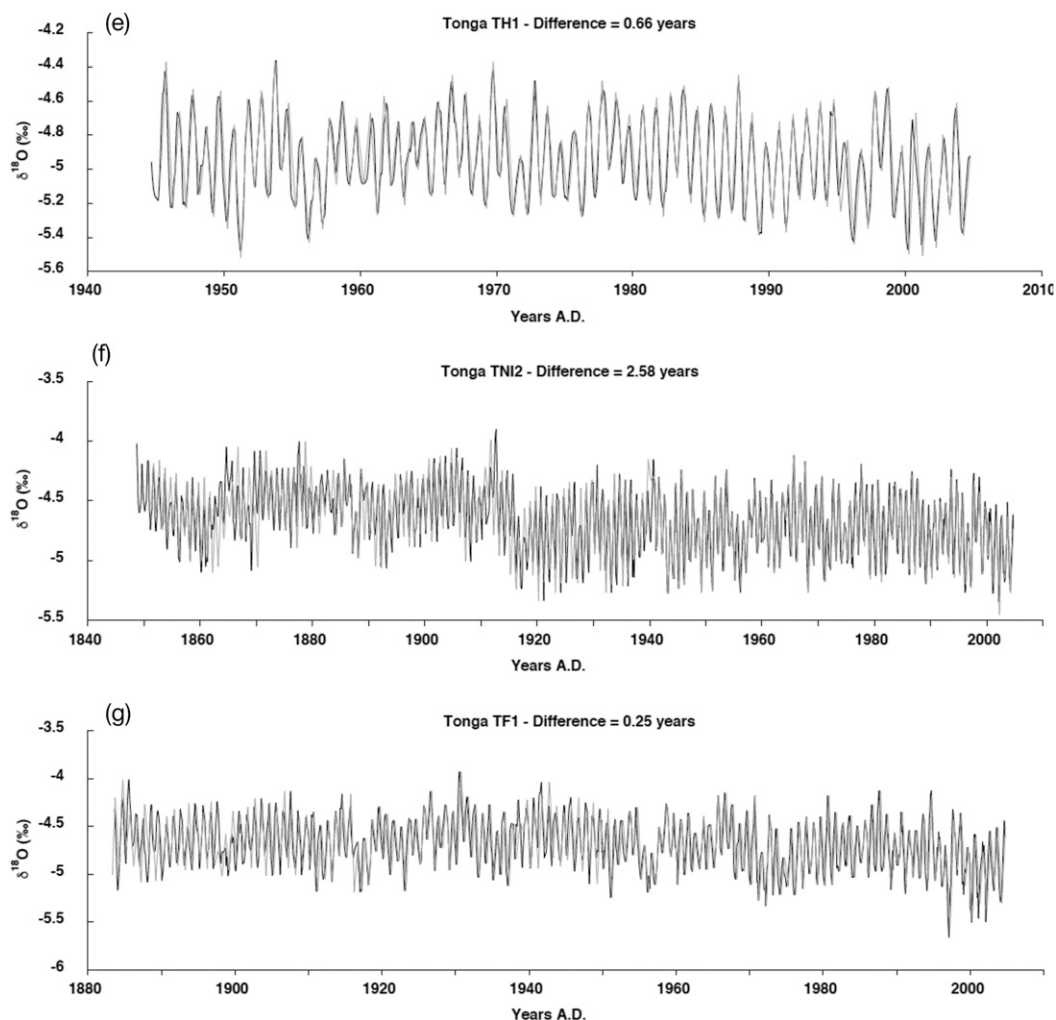 (e)
Tonga TH1 - Difference = 0.66 years
-4.2
-4.4
-4.6
-4.8
-5
-5.2
-5.4
-5.6
δ18O (‰)
1940 1950 1960 1970 1980 1990 2000 2010
Years A.D.
(f)
Tonga TNI2 - Difference = 2.58 years
-3.5
-4
-4.5
-5
-5.5
δ18O (‰)
1840 1860 1880 1900 1920 1940 1960 1980 2000
Years A.D.
(g)
Tonga TF1 - Difference = 0.25 years
-3.5
-4
-4.5
-5
-5.5
-6
δ18O (‰)
1880 1900 1920 1940 1960 1980 2000
Years A.D.